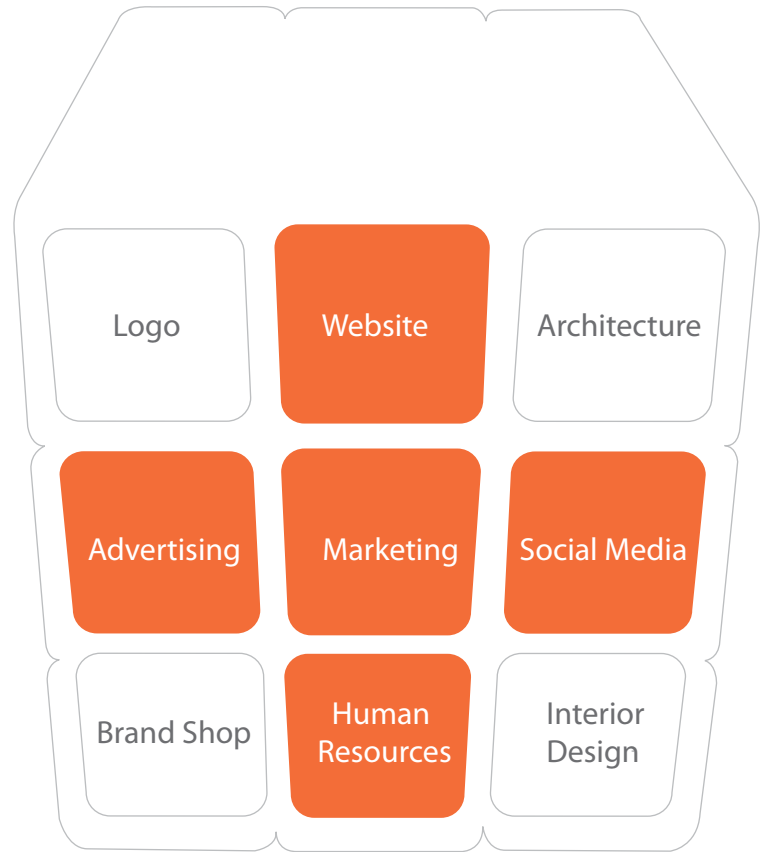 Logo
Website
Architecture
Advertising
Marketing
Social Media
Brand Shop
Human
Resources
Interior
Design